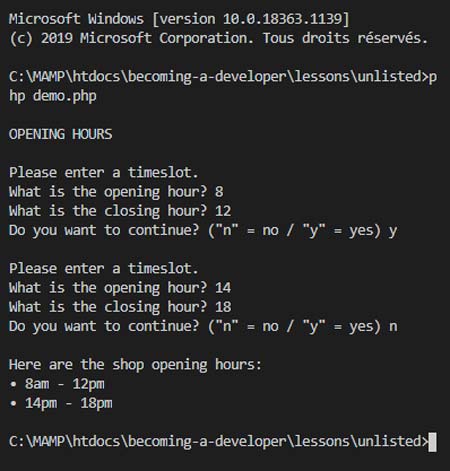 Microsoft Windows [version 10.0.18363.1139]
(c) 2019 Microsoft Corporation. Tous droits réservés.
C:\MAMP\htdocs\becoming-a-developer\lessons\unlisted>p
hp demo.php
OPENING HOURS
Please enter a timeslot.
What is the opening hour? 8
What is the closing hour? 12
Do you want to continue? ("n" = no / "y" = yes) y
Please enter a timeslot.
What is the opening hour? 14
What is the closing hour? 18
Do you want to continue? ("n" = no / "y" = yes) n
Here are the shop opening hours:
• 8am - 12pm
• 14pm - 18pm
C:\MAMP\htdocs\becoming-a-developer\lessons\unlisted>